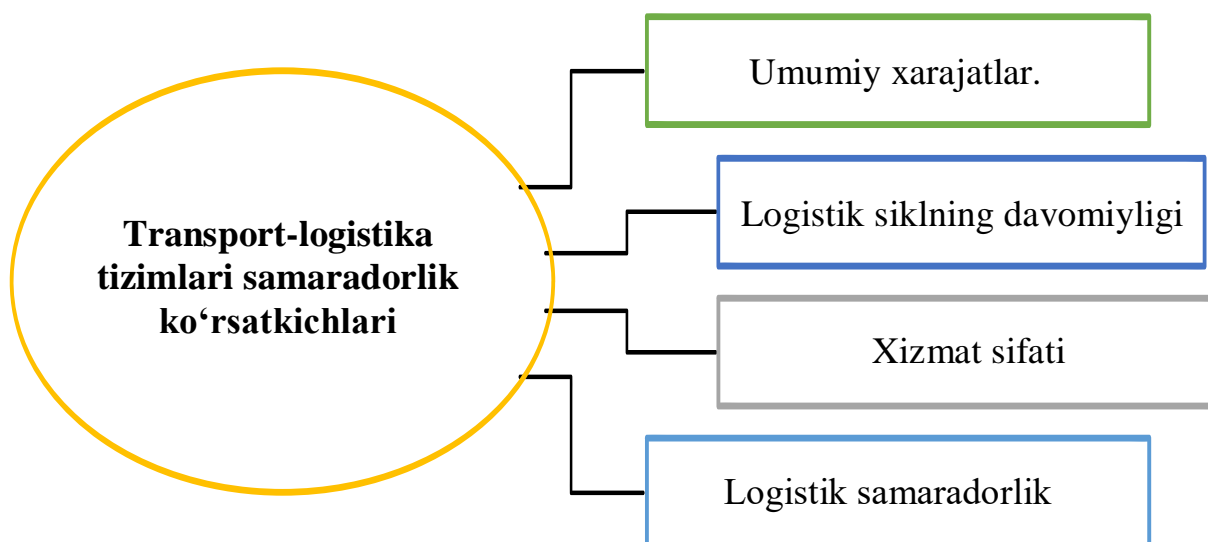 Transport-logistika
tizimlari samaradorlik
ko‘rsatkichlari
Umumiy xarajatlar.
Logistik siklning davomiyligi
Xizmat sifati
Logistik samaradorlik